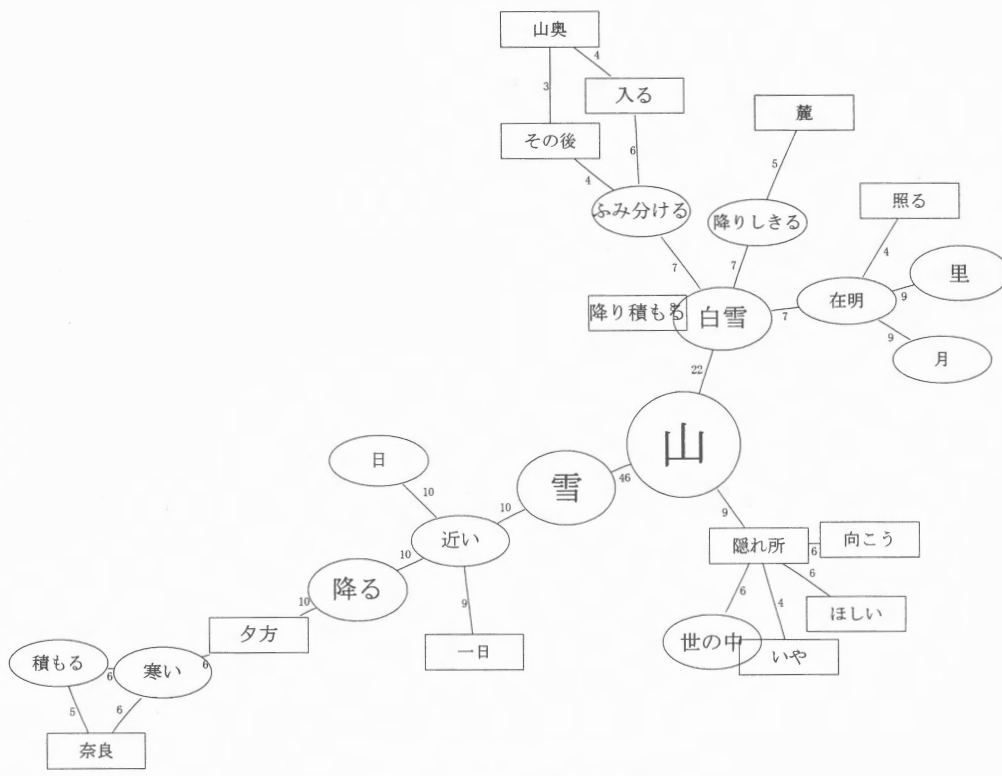 山奥
4
3
入る
その後
6
4
麓
5
ふみ分ける
降りしきる
照る
4
里
9
7
7
降り積もる
8
白雪
7
在明
9
月
22
山
46
雪
日
10
10
近い
10
降る
10
9
一日
夕方
6
寒い
積もる
6
6
5
奈良
9
隠れ所
6
向こう
6
ほしい
6
4
世の中
いや